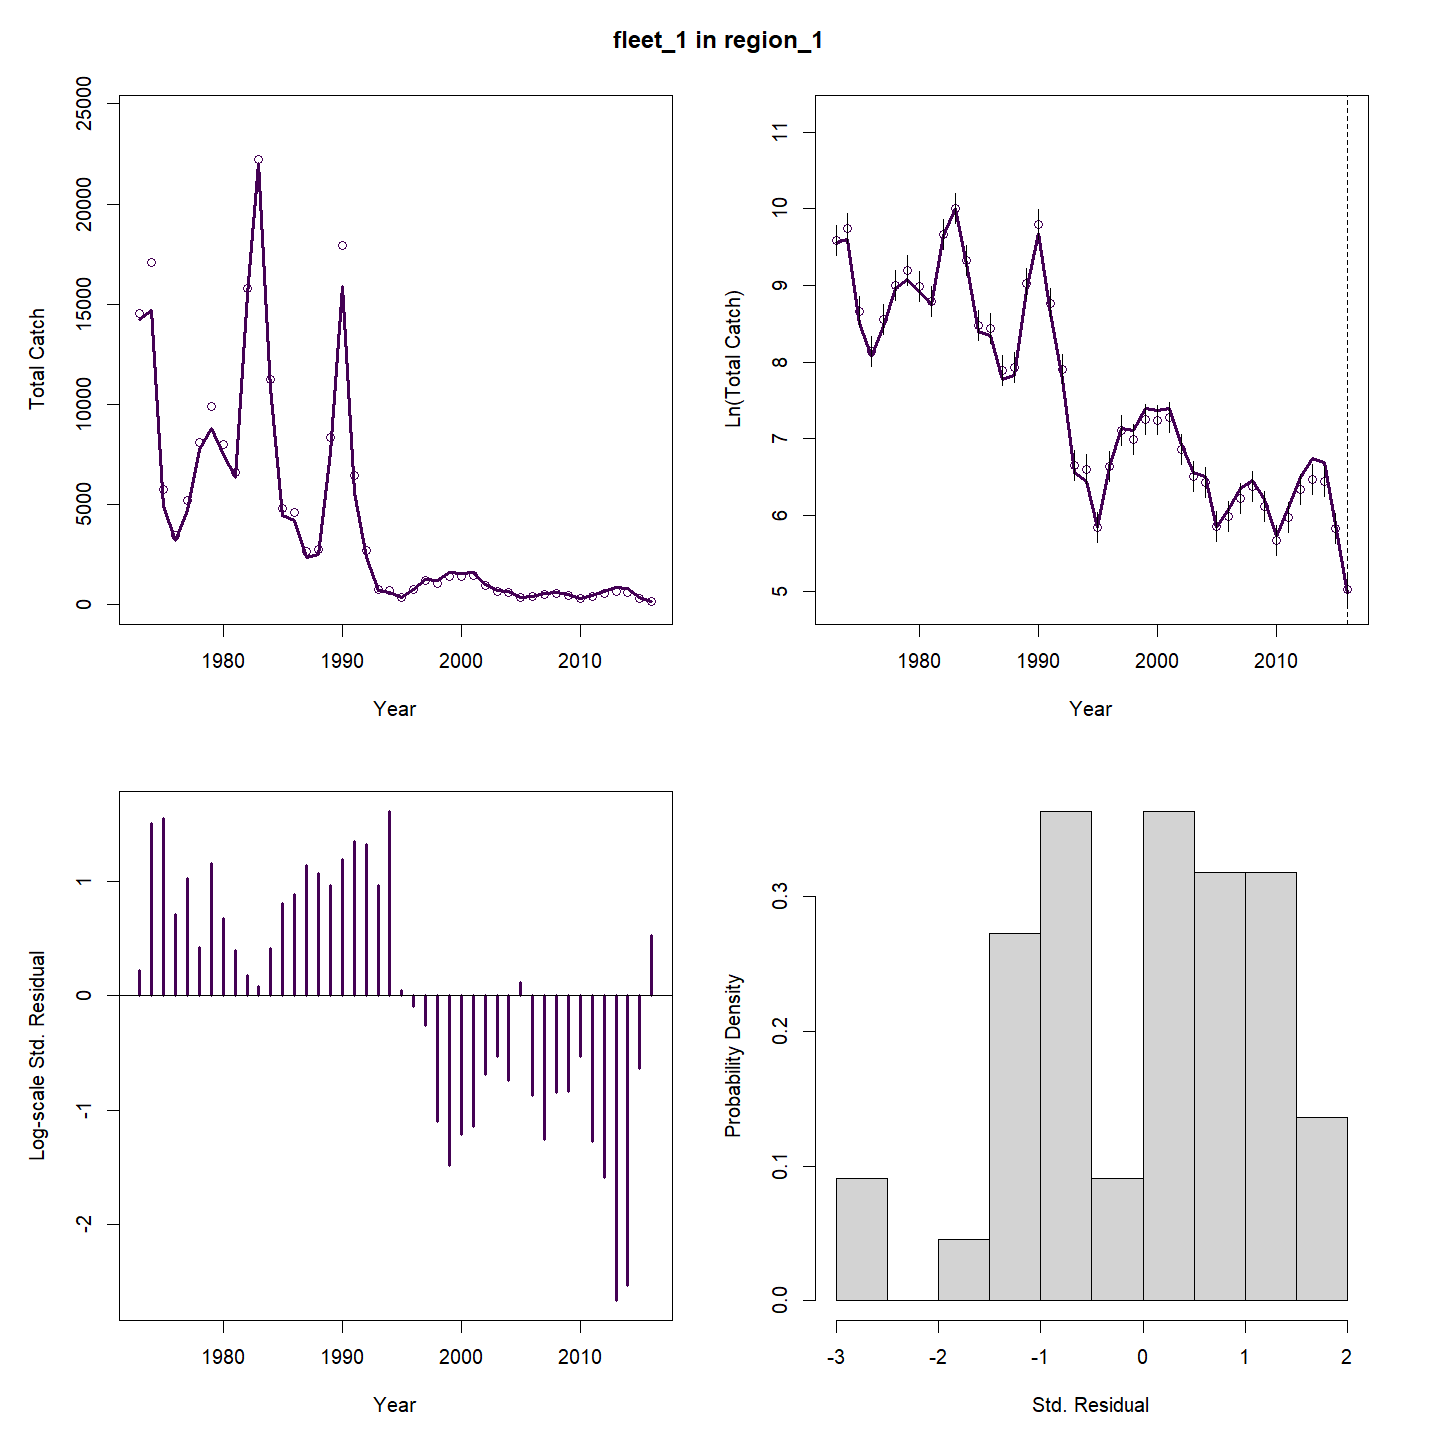 fleet_1 in region_1
Total Catch
0 5000 10000 15000 20000 25000
1980 1990 2000 2010
Year
Ln(Total Catch)
5 6 7 8 9 10 11
1980 1990 2000 2010
Year
Log-scale Std. Residual
-2 -1 0 1
1980 1990 2000 2010
Year
Probability Density
0.0 0.1 0.2 0.3
-3 -2 -1 0 1 2
Std. Residual